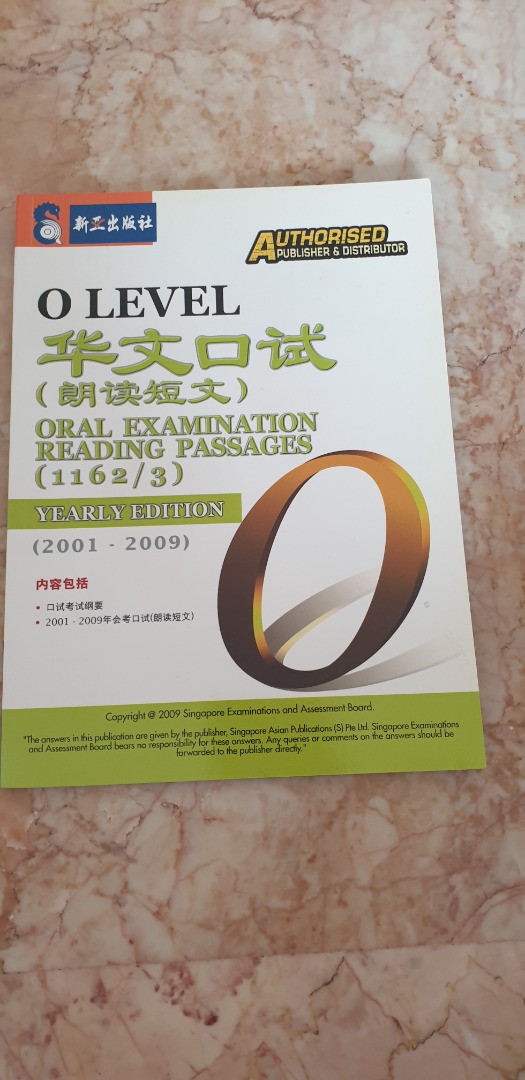 新亚出版社
AUTHORISED
PUBLISHER & DISTRIBUTOR
O LEVEL
华文口试
(朗读短文)
ORAL EXAMINATION
READING PASSAGES
(1162/3)
YEARLY EDITION
(2001 - 2009)
内容包括
• 口试考试纲要
• 2001 - 2009年会考口试(朗读短文)
Copyright @ 2009 Singapore Examinations and Assessment Board.
"The answers in this publication are given by the publisher, Singapore Asian Publications (S) Pte Ltd. Singapore Examinations
and Assessment Board bears no responsibility for these answers. Any queries or comments on the answers should be
forwarded to the publisher directly."